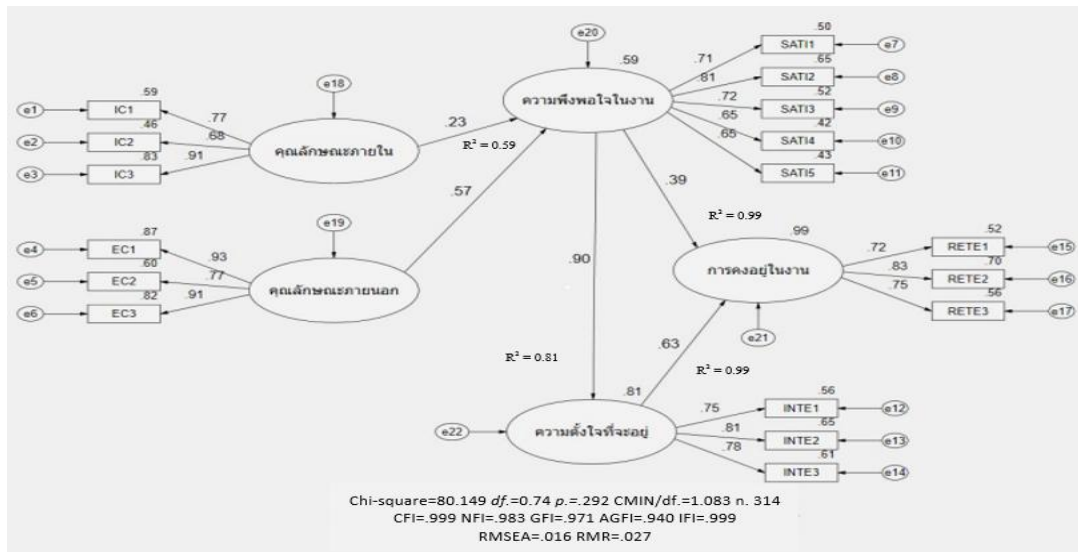 e20
.59
ความพึงพอใจในงาน
.50
SATI1
e7
.71
.65
SATI2
e8
.81
.52
SATI3
e9
.72
.42
SATI4
e10
.65
.43
SATI5
e11
.65
e18
คุณลักษณะภายใน
.59
e1
IC1
.77
.46
e2
IC2
.68
.83
e3
IC3
.91
.23
R² = 0.59
.57
e19
คุณลักษณะภายนอก
.87
e4
EC1
.93
.60
e5
EC2
.77
.82
e6
EC3
.91
.39
R² = 0.99
.99
การคงอยู่ในงาน
e21
.52
RETE1
e15
.72
.70
RETE2
e16
.83
.56
RETE3
e17
.75
.90
.63
R² = 0.81
R² = 0.99
.81
e22
ความตั้งใจที่จะอยู่
.56
INTE1
e12
.75
.65
INTE2
e13
.81
.61
INTE3
e14
.78
Chi-square=80.149 df.=0.74 p.=.292 CMIN/df.=1.083 n. 314
CFI=.999 NFI=.983 GFI=.971 AGFI=.940 IFI=.999
RMSEA=.016 RMR=.027